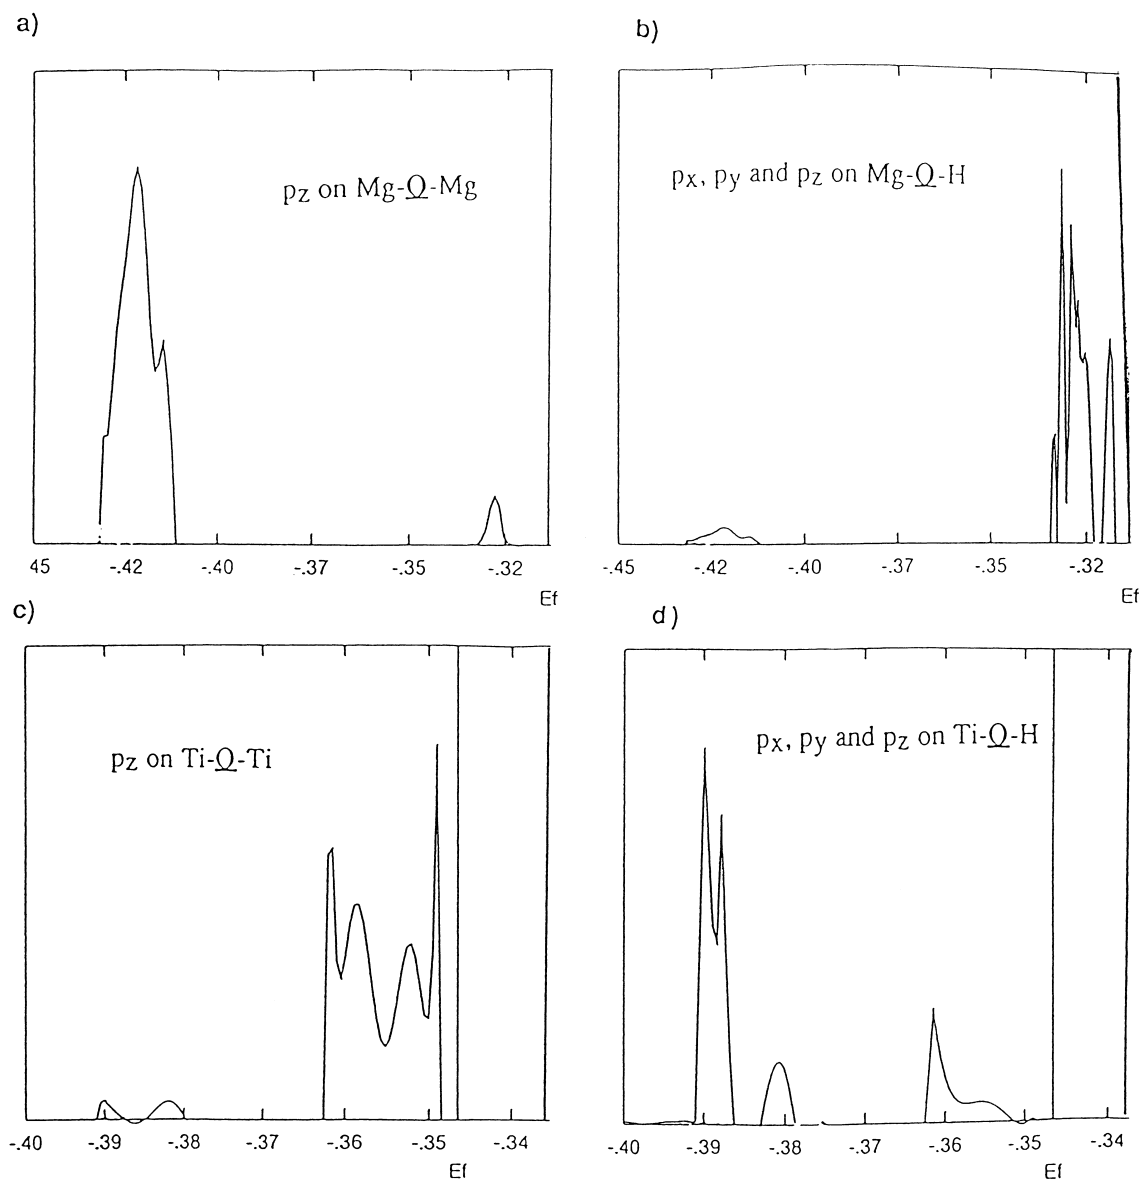 a)
b)
pz on Mg-O-Mg
px, py and pz on Mg-O-H
45 -.42 -.40 -.37 -.35 -.32
Ef
-.45 -.42 -.40 -.37 -.35 -.32
Ef
c)
d)
pz on Ti-O-Ti
px, py and pz on Ti-O-H
-.40 -.39 -.38 -.37 -.36 -.35 -.34
Ef
-.40 -.39 -.38 -.37 -.36 -.35 -.34
Ef